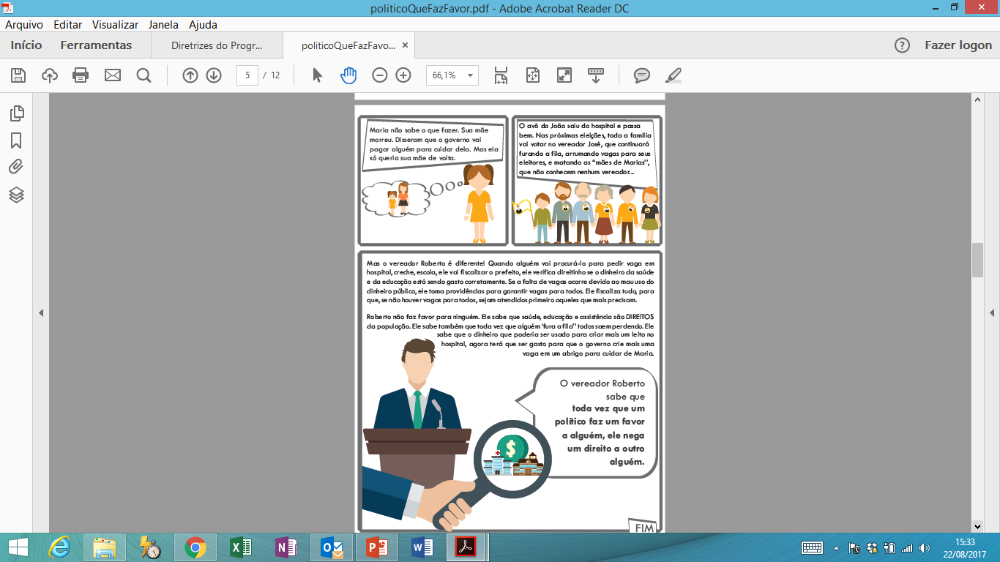 politicoQueFazFavor.pdf - Adobe Acrobat Reader DC
Arquivo Editar Visualizar Janela Ajuda
Início Ferramentas Diretrizes do Progr... politicoQueFazFavo... × ? Fazer logon
5 / 12 66,1%
Maria não sabe o que fazer. Sua mãe
morreu. Disseram que o governo vai
pagar alguém para cuidar dela. Mas ela
só queria sua mãe de volta.
O avô do João saiu do hospital e passa
bem. Nas próximas eleições, toda a família
vai votar no vereador José, que continuará
furando a fila, arrumando vagas para seus
eleitores, e matando as “mães de Marias”,
que não conhecem nenhum vereador...
Mas o vereador Roberto é diferente! Quando alguém vai procurá-lo para pedir vaga em
hospital, creche, escola, ele vai fiscalizar o prefeito, ele verifica direitinho se o dinheiro da saúde
e da educação está sendo gasto corretamente. Se a falta de vagas ocorre devido ao mau uso do
dinheiro público, ele toma providências para garantir vagas para todos. Ele fiscaliza tudo, para
que, se não houver vagas para todos, sejam atendidos primeiro aqueles que mais precisam.
Roberto não faz favor para ninguém. Ele sabe que saúde, educação e assistência são DIREITOS
da população. Ele sabe também que toda vez que alguém ‘fura a fila” todos saem perdendo. Ele
sabe que o dinheiro que poderia ser usado para criar mais um leito no
hospital, agora terá que ser gasto para que o governo crie mais uma
vaga em um abrigo para cuidar de Maria.
O vereador Roberto
sabe que
toda vez que um
político faz um favor
a alguém, ele nega
um direito a outro
alguém.
$
FIM
15:33
22/08/2017